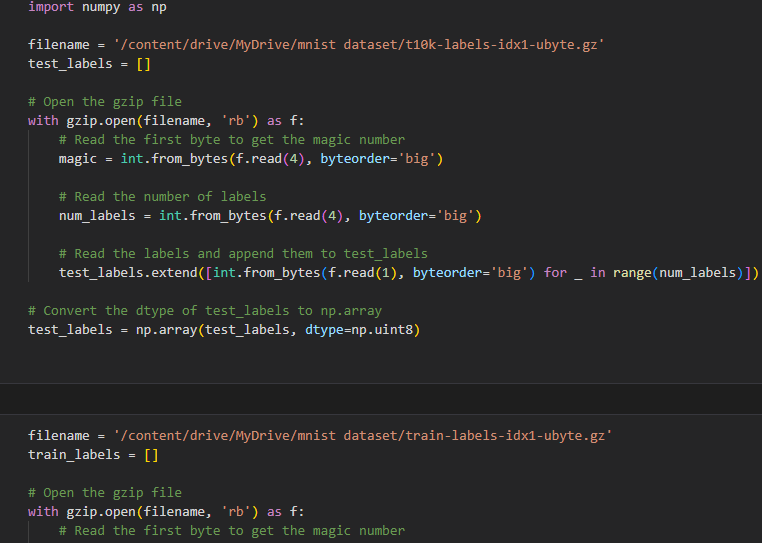 import numpy as np
filename = '/content/drive/MyDrive/mnist dataset/t10k-labels-idx1-ubyte.gz'
test_labels = []
# Open the gzip file
with gzip.open(filename, 'rb') as f:
    # Read the first byte to get the magic number
    magic = int.from_bytes(f.read(4), byteorder='big')
    # Read the number of labels
    num_labels = int.from_bytes(f.read(4), byteorder='big')
    # Read the labels and append them to test_labels
    test_labels.extend([int.from_bytes(f.read(1), byteorder='big') for _ in range(num_labels)])
# Convert the dtype of test_labels to np.array
test_labels = np.array(test_labels, dtype=np.uint8)
filename = '/content/drive/MyDrive/mnist dataset/train-labels-idx1-ubyte.gz'
train_labels = []
# Open the gzip file
with gzip.open(filename, 'rb') as f:
    # Read the first byte to get the magic number